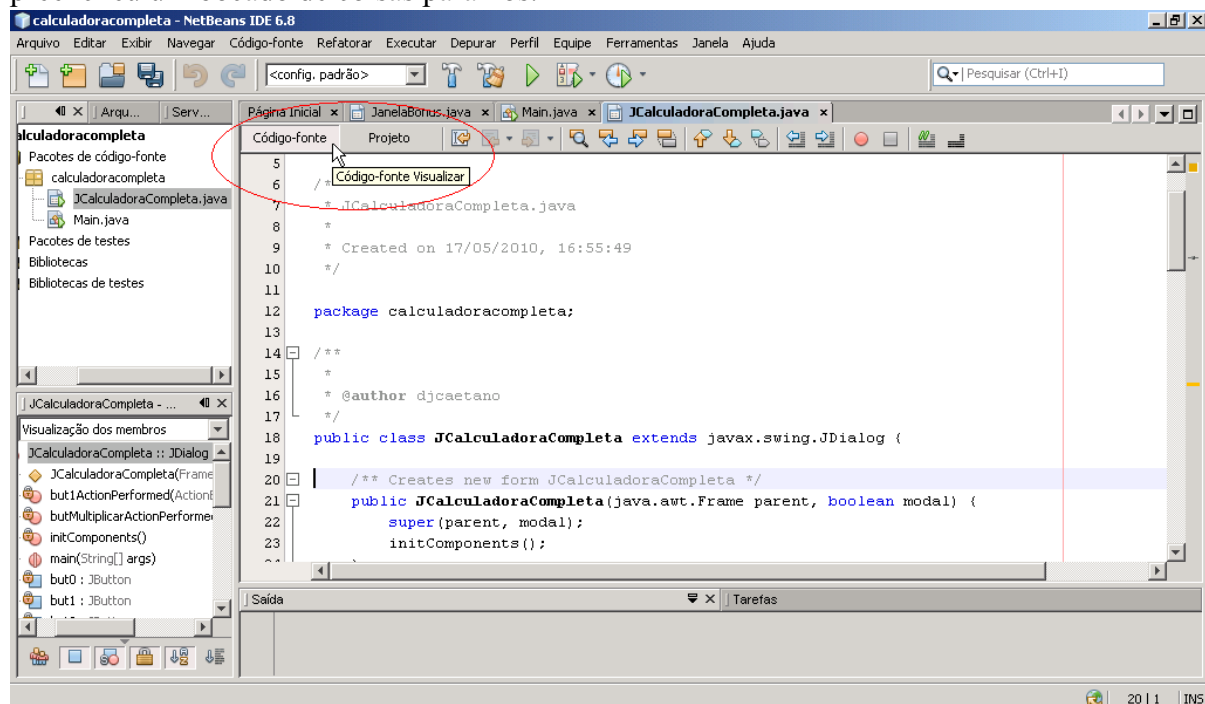 calculadoracompleta - NetBeans IDE 6.8
Arquivo Editar Exibir Navegar Código-fonte Refatorar Executar Depurar Perfil Equipe Ferramentas Janela Ajuda
<config. padrão>
Pesquisar (Ctrl+I)
Arqu... Serv...
Página Inicial JanelaBonus.java Main.java JCalculadoraCompleta.java
Código-fonte Projeto
Código-fonte Visualizar
alculadoracompleta
Pacotes de código-fonte
calculadoracompleta
JCalculadoraCompleta.java
Main.java
Pacotes de testes
Bibliotecas
Bibliotecas de testes
5
6 /*
7 * JCalculadoraCompleta.java
8 *
9 * Created on 17/05/2010, 16:55:49
10 */
11
12 package calculadoracompleta;
13
14 /**
15 *
16 * @author djcaetano
17 */
18 public class JCalculadoraCompleta extends javax.swing.JDialog {
19
20 /** Creates new form JCalculadoraCompleta */
21 public JCalculadoraCompleta(java.awt.Frame parent, boolean modal) {
22 super(parent, modal);
23 initComponents();
JCalculadoraCompleta - ...
Visualização dos membros
JCalculadoraCompleta :: JDialog
JCalculadoraCompleta(Frame
but1ActionPerformed(ActionE
butMultiplicarActionPerforme
initComponents()
main(String[] args)
but0 : JButton
but1 : JButton
Saída
Tarefas
20 | 1 INS